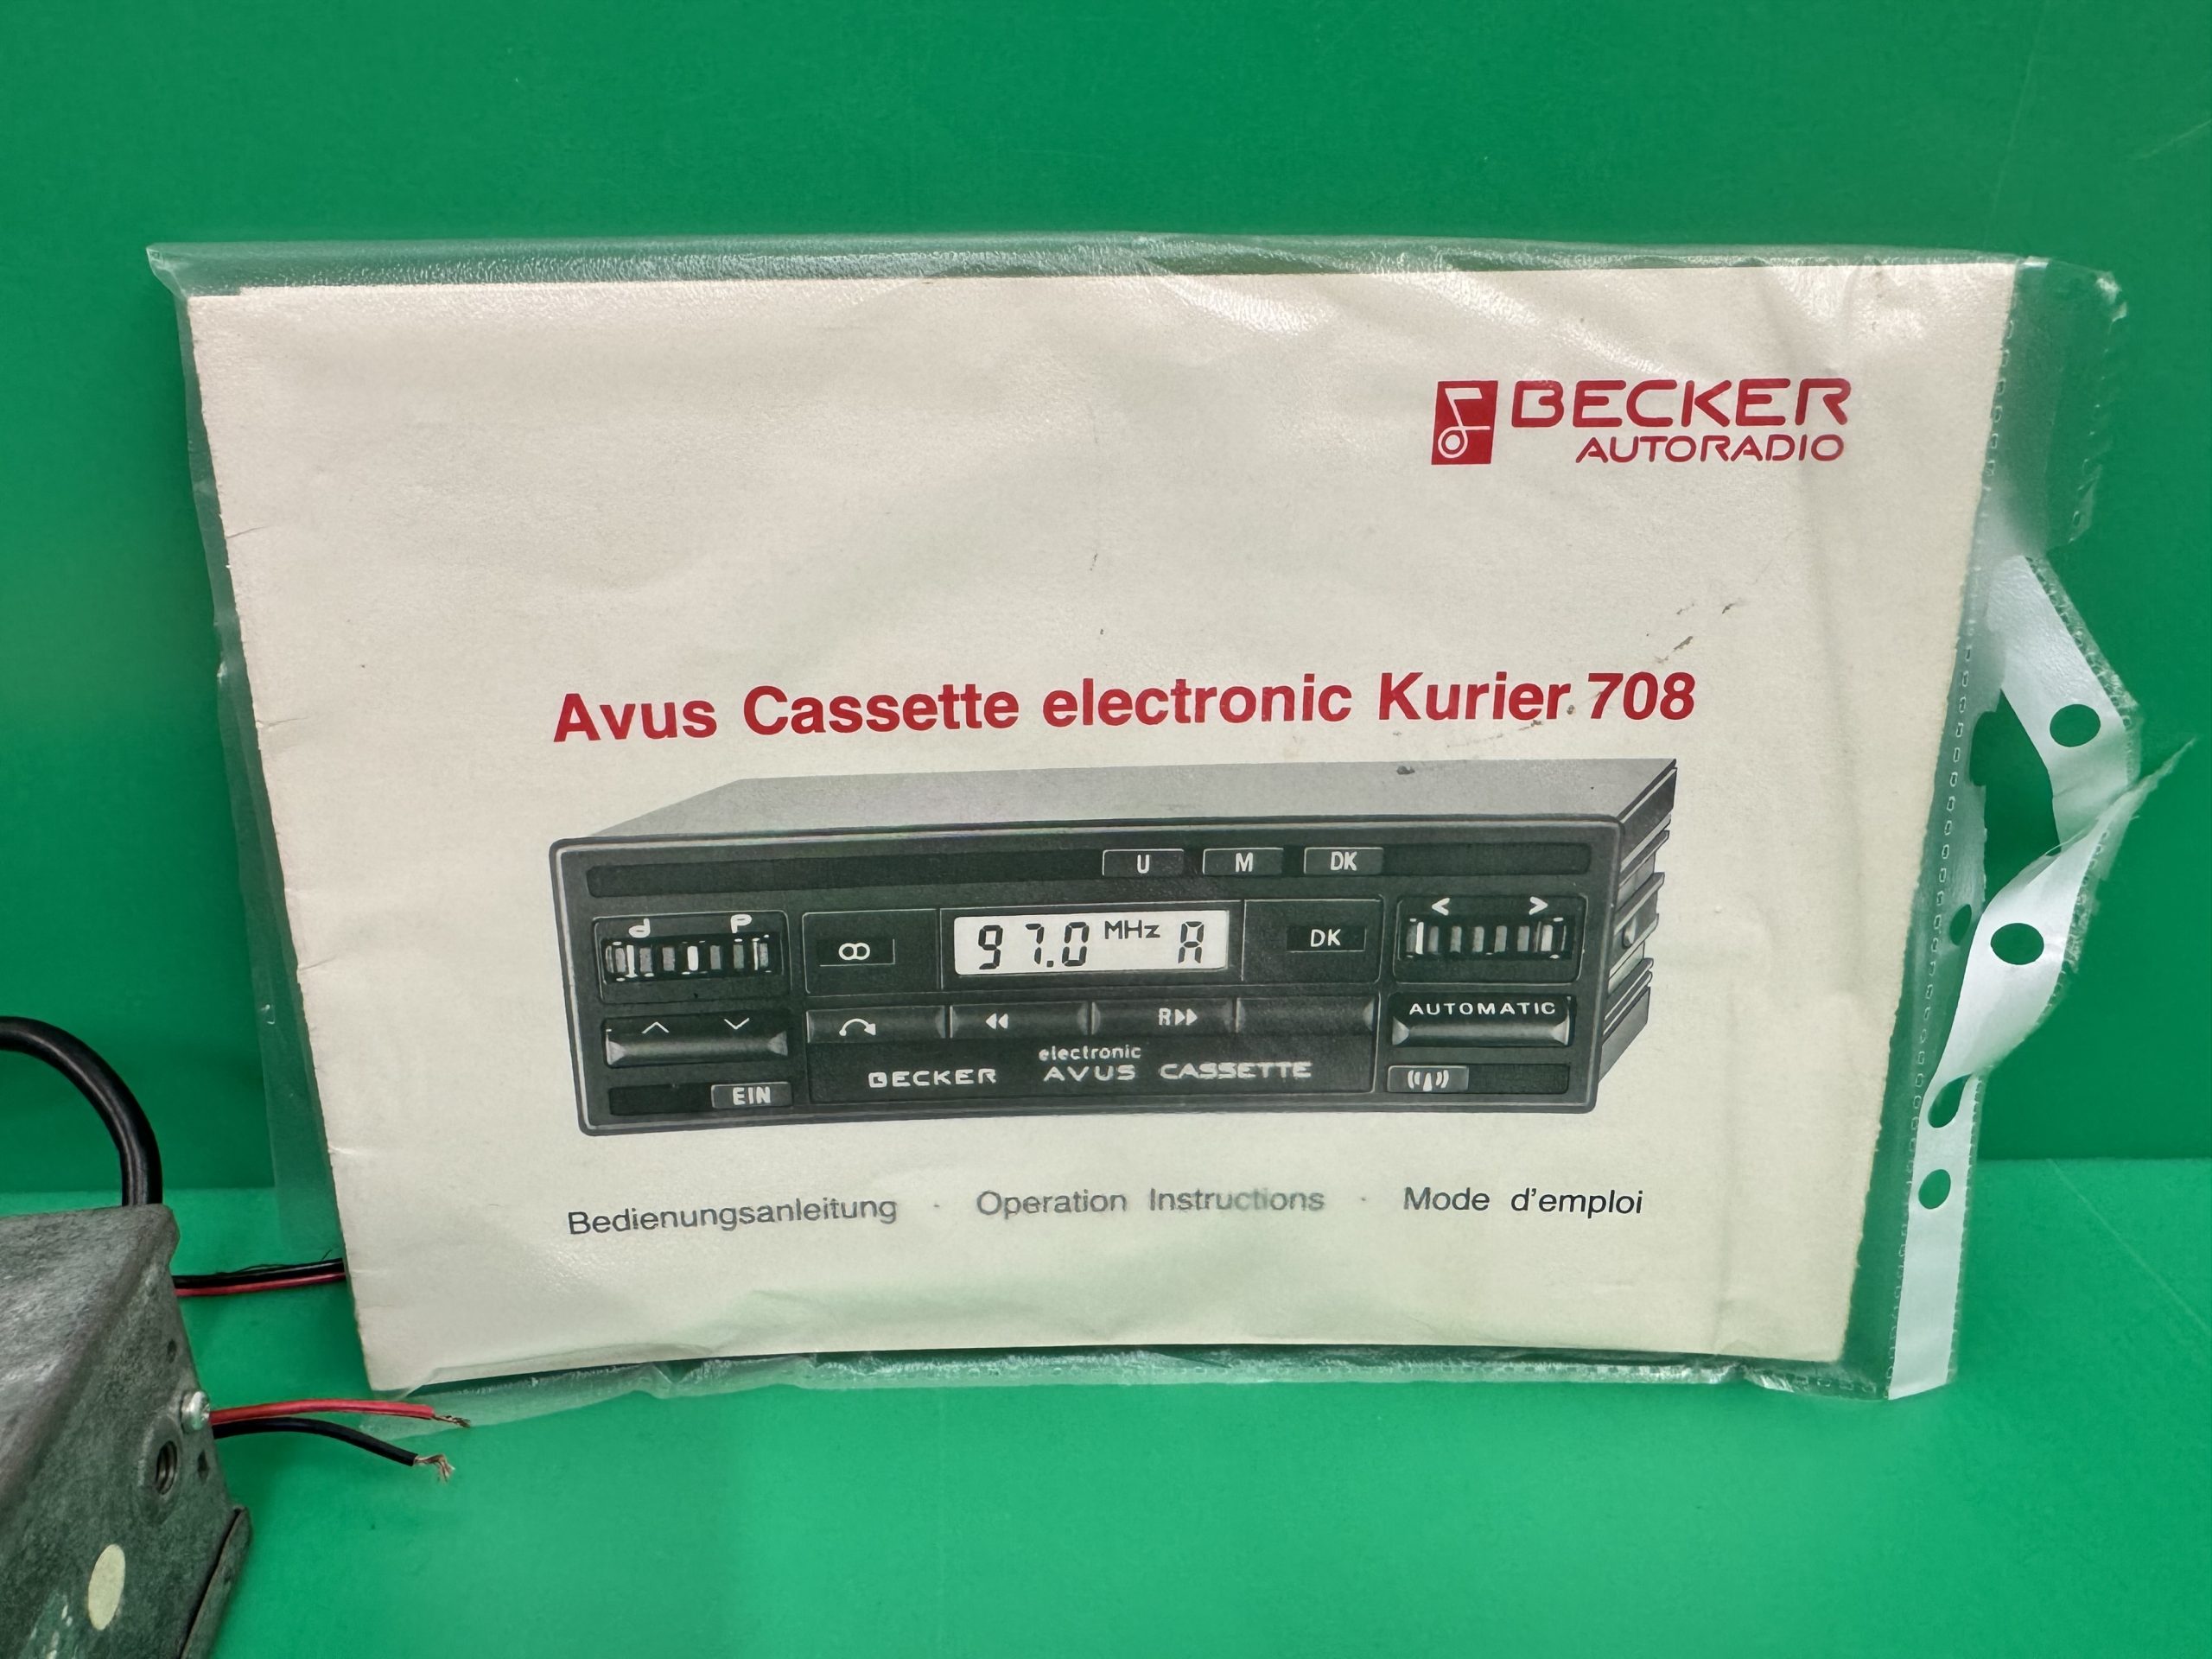 BECKER
AUTORADIO
Avus Cassette electronic Kurier 708
U M DK
97.0 MHz A
DK
< >
R
AUTOMATIC
electronic
BECKER AVUS CASSETTE
EIN
Bedienungsanleitung · Operation Instructions · Mode d'emploi